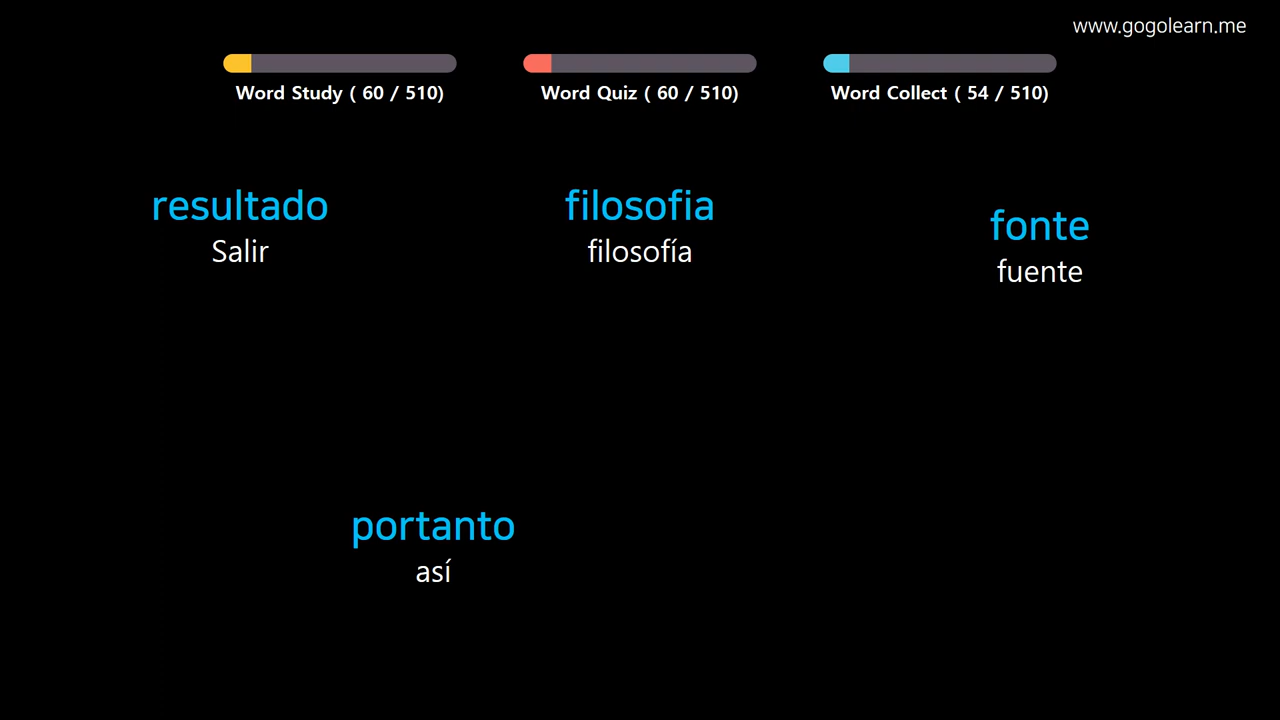 www.gogolearn.me
Word Study ( 60 / 510)
Word Quiz ( 60 / 510)
Word Collect ( 54 / 510)
resultado
Salir
filosofia
filosofía
fonte
fuente
portanto
así